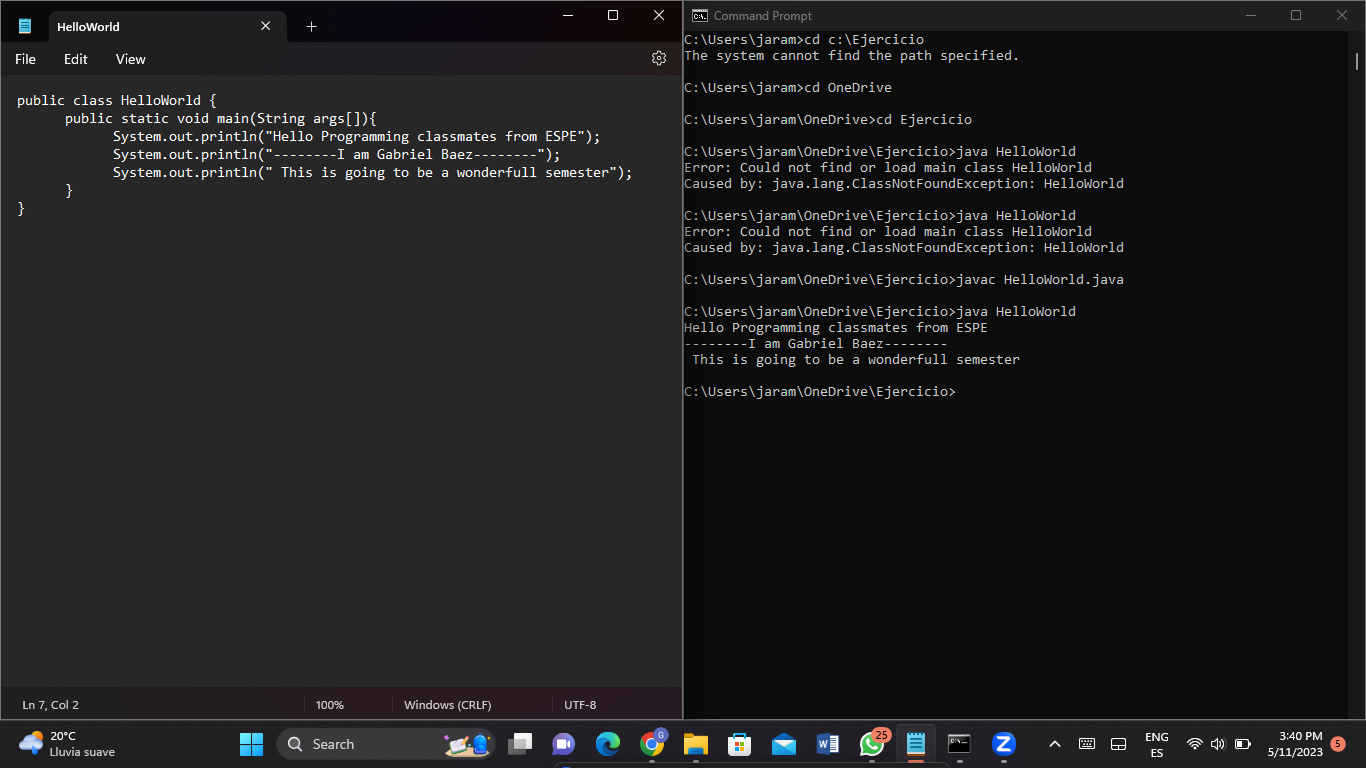 HelloWorld
File Edit View
public class HelloWorld {
public static void main(String args[]){
System.out.println("Hello Programming classmates from ESPE");
System.out.println("--------I am Gabriel Baez--------");
System.out.println(" This is going to be a wonderfull semester");
}
}
Ln 7, Col 2 100% Windows (CRLF) UTF-8
Command Prompt
C:\Users\jaram>cd c:\Ejercicio
The system cannot find the path specified.
C:\Users\jaram>cd OneDrive
C:\Users\jaram\OneDrive>cd Ejercicio
C:\Users\jaram\OneDrive\Ejercicio>java HelloWorld
Error: Could not find or load main class HelloWorld
Caused by: java.lang.ClassNotFoundException: HelloWorld
C:\Users\jaram\OneDrive\Ejercicio>java HelloWorld
Error: Could not find or load main class HelloWorld
Caused by: java.lang.ClassNotFoundException: HelloWorld
C:\Users\jaram\OneDrive\Ejercicio>javac HelloWorld.java
C:\Users\jaram\OneDrive\Ejercicio>java HelloWorld
Hello Programming classmates from ESPE
--------I am Gabriel Baez--------
 This is going to be a wonderfull semester
C:\Users\jaram\OneDrive\Ejercicio>
20°C
Lluvia suave
Search
G
25
ENG
ES
3:40 PM
5/11/2023
5